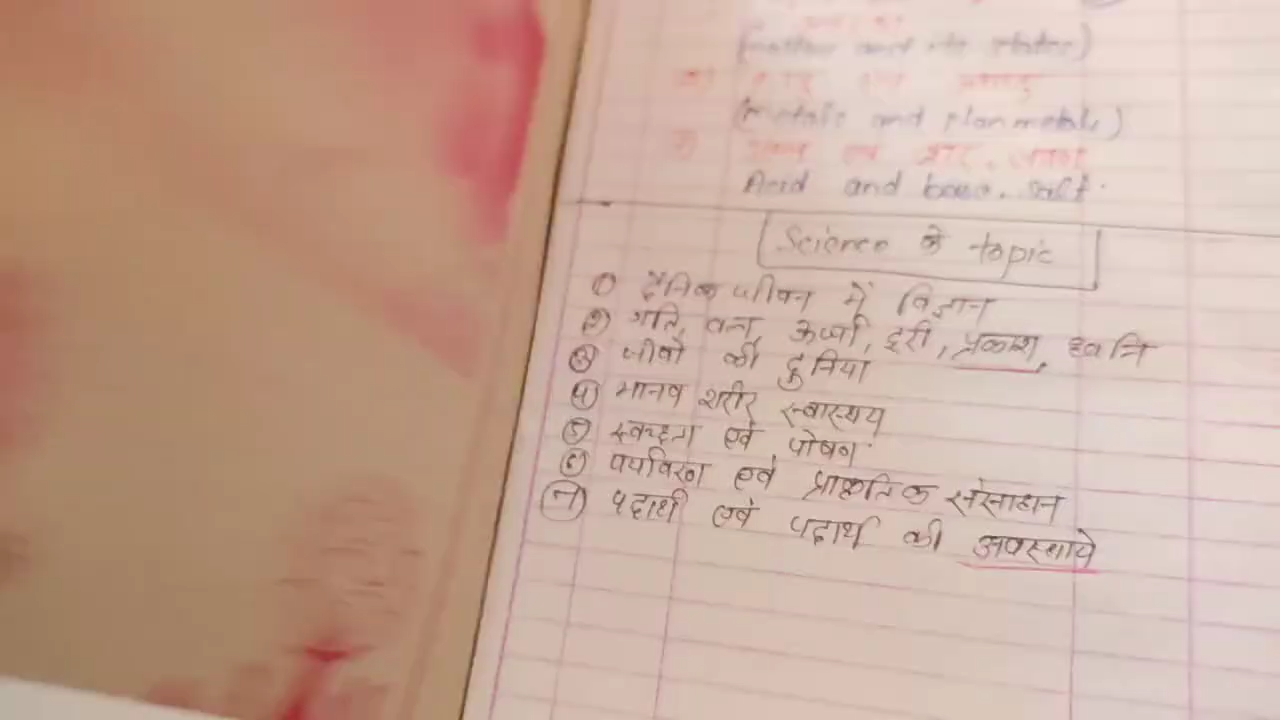 (matter and its states)
(metals and nonmetals)
Acid and base. salt.
Science के topic
① दैनिक जीवन में विज्ञान
② गति, बल, ऊर्जा, दूरी, प्रकाश, ध्वनि
③ जीवों की दुनिया
④ मानव शरीर स्वास्थय
⑤ स्वच्छता एवं पोषण
⑥ पर्यावरण एवं प्राकृतिक संसाधन
⑦ पदार्थ एवं पदार्थ की अवस्थाये